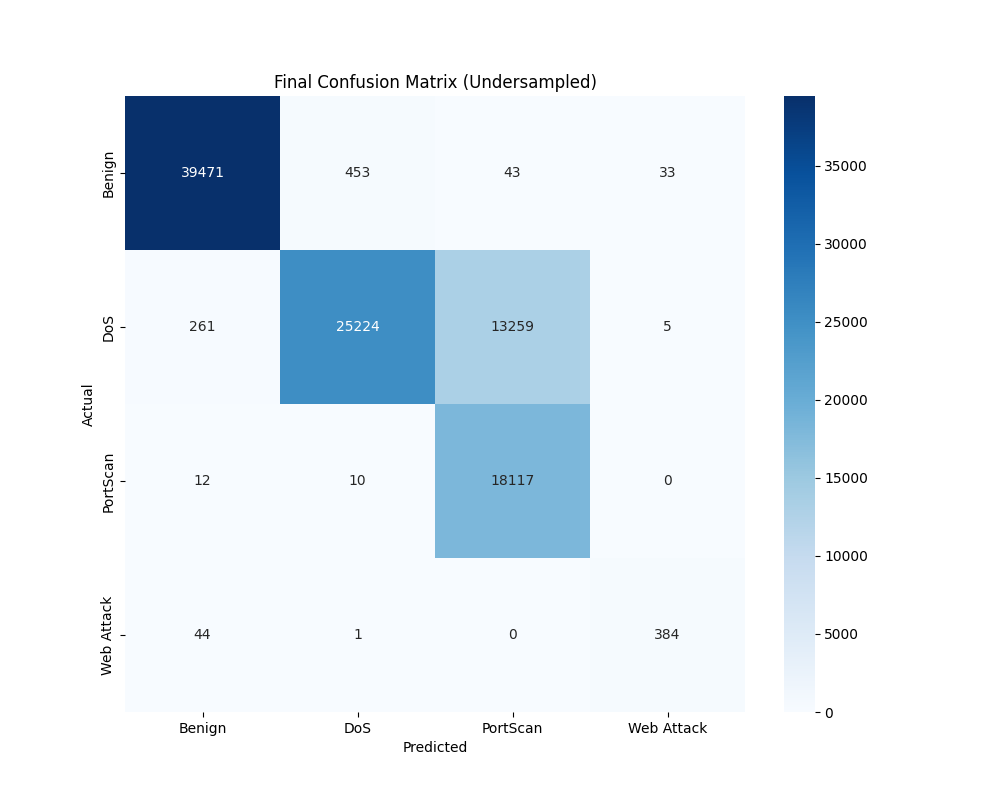 Final Confusion Matrix (Undersampled)
Benign
39471 453 43 33
DoS
261 25224 13259 5
PortScan
12 10 18117 0
Web Attack
44 1 0 384
Actual
Benign DoS PortScan Web Attack
Predicted
35000
30000
25000
20000
15000
10000
5000
0